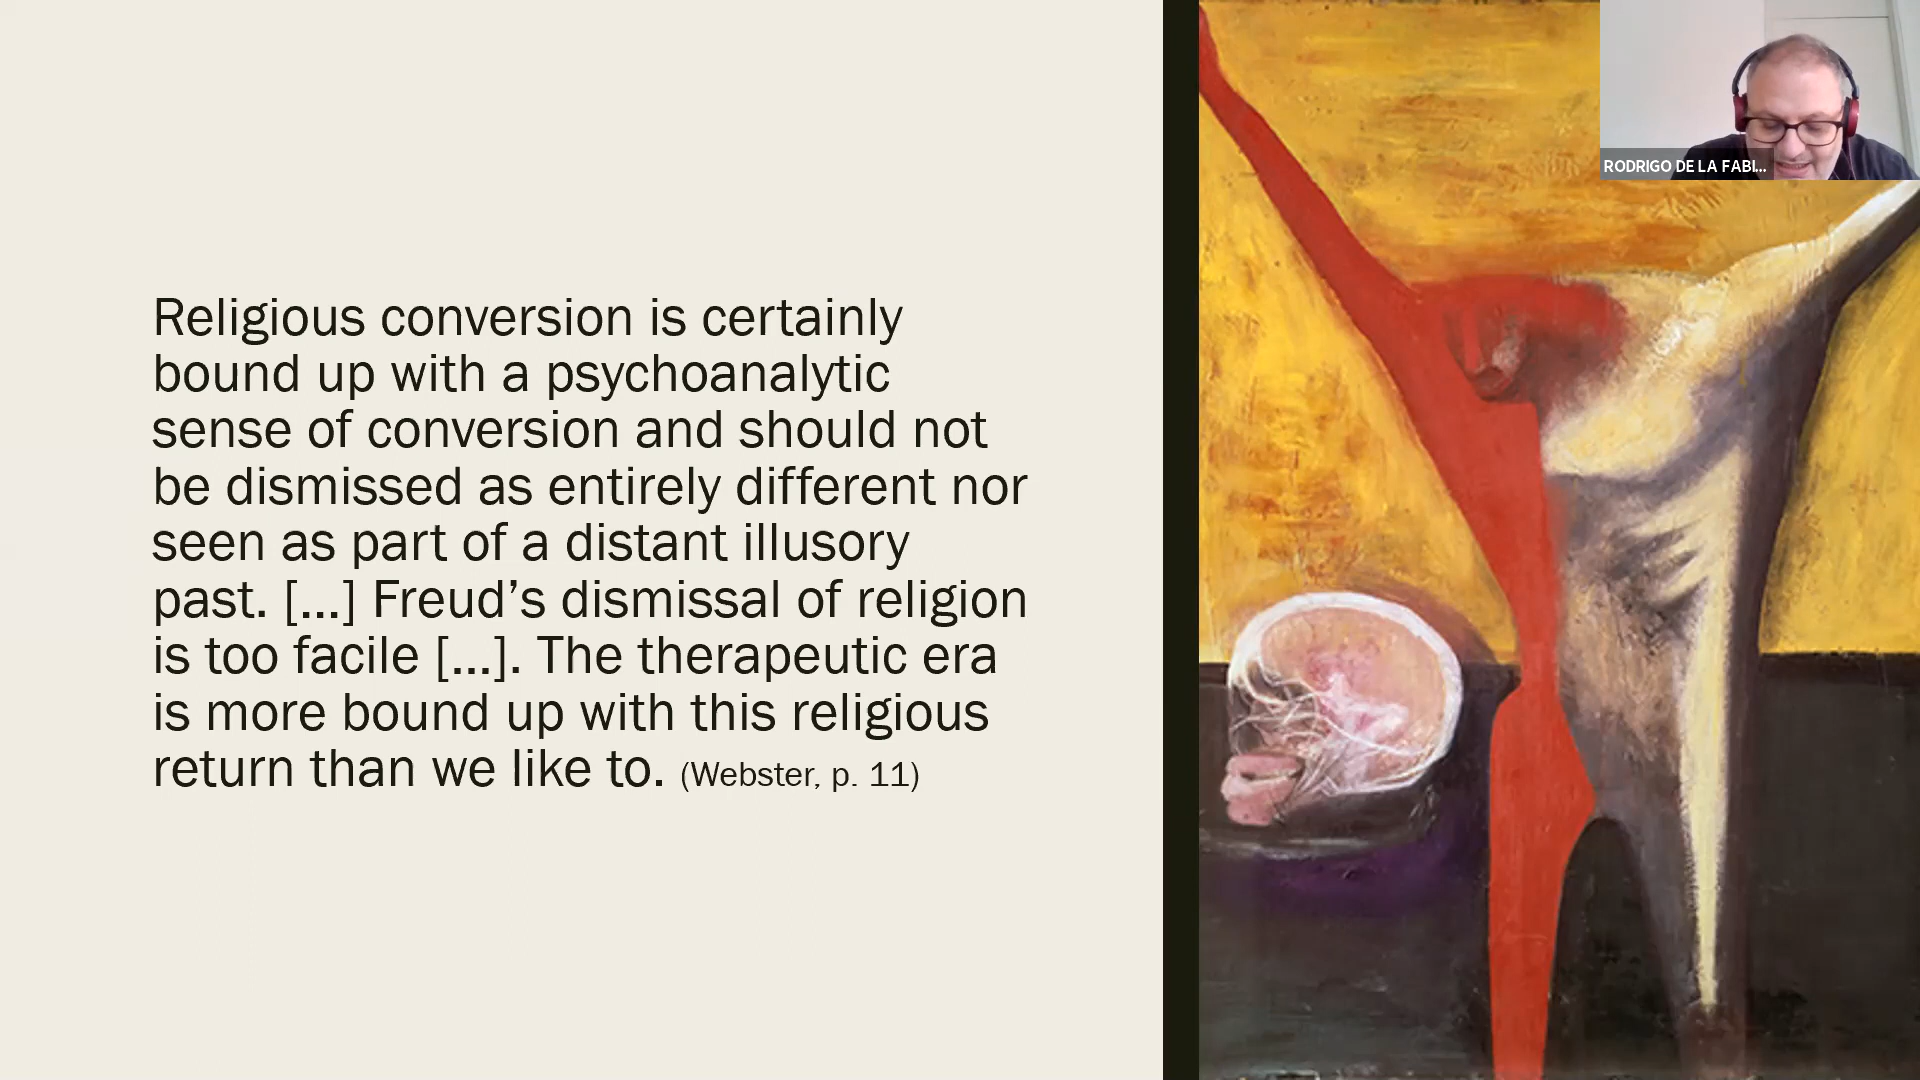 Religious conversion is certainly
bound up with a psychoanalytic
sense of conversion and should not
be dismissed as entirely different nor
seen as part of a distant illusory
past. [...] Freud’s dismissal of religion
is too facile [...]. The therapeutic era
is more bound up with this religious
return than we like to. (Webster, p. 11)
RODRIGO DE LA FABI...